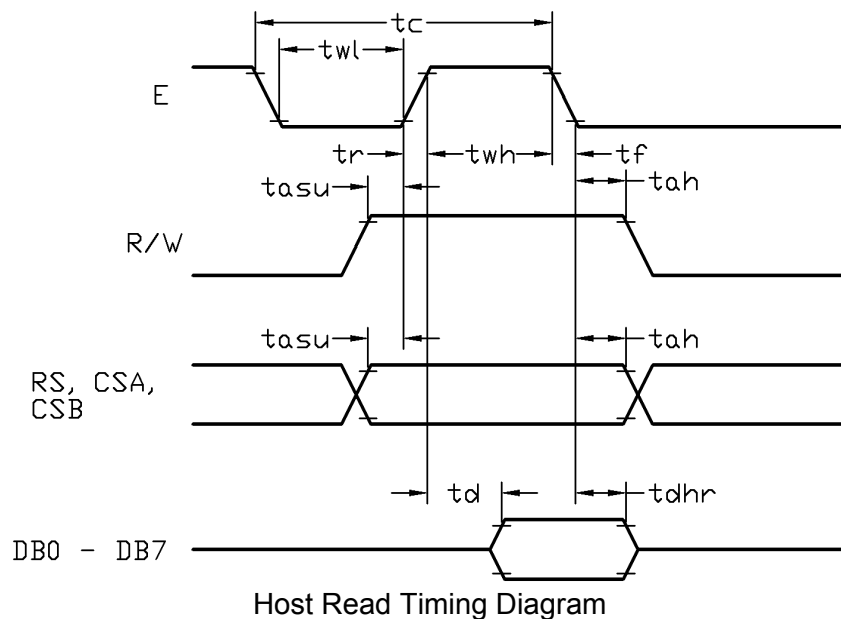 tc
twl
E
tr
twh
tf
tasu
tah
R/W
tasu
tah
RS, CSA,
CSB
td
tdhr
DB0 - DB7
Host Read Timing Diagram